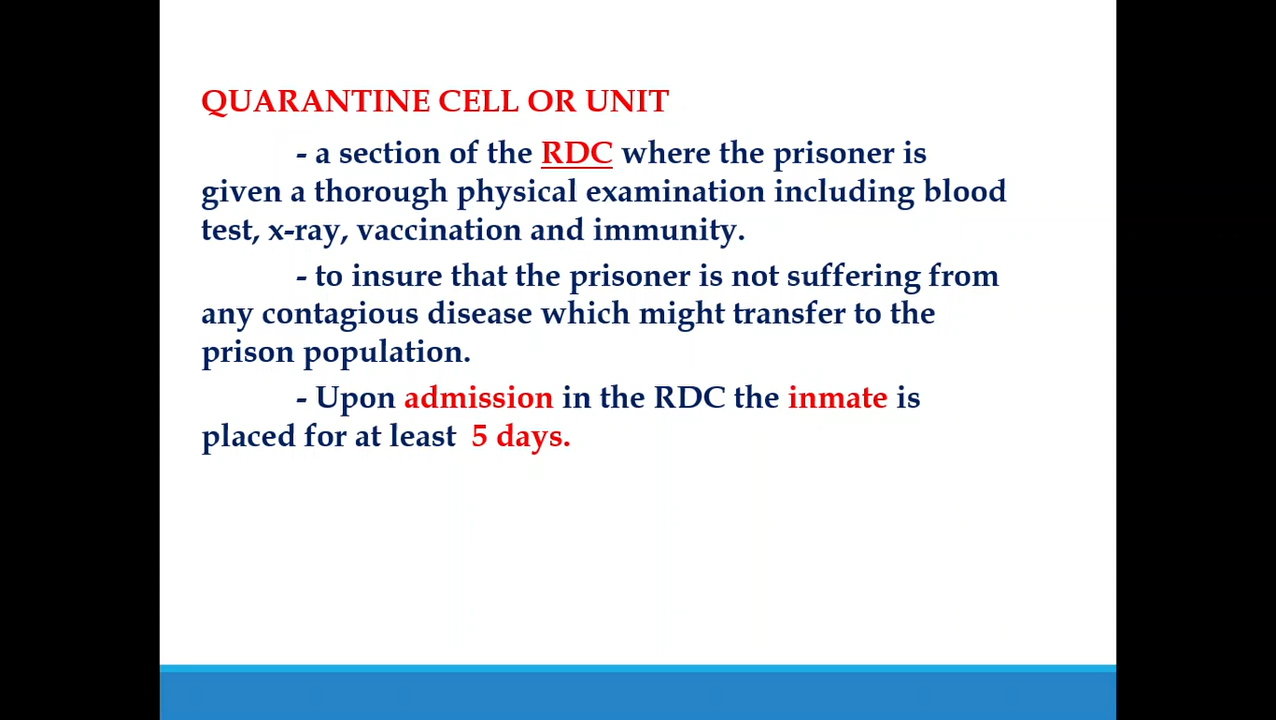 QUARANTINE CELL OR UNIT
- a section of the RDC where the prisoner is
given a thorough physical examination including blood
test, x-ray, vaccination and immunity.
- to insure that the prisoner is not suffering from
any contagious disease which might transfer to the
prison population.
- Upon admission in the RDC the inmate is
placed for at least 5 days.